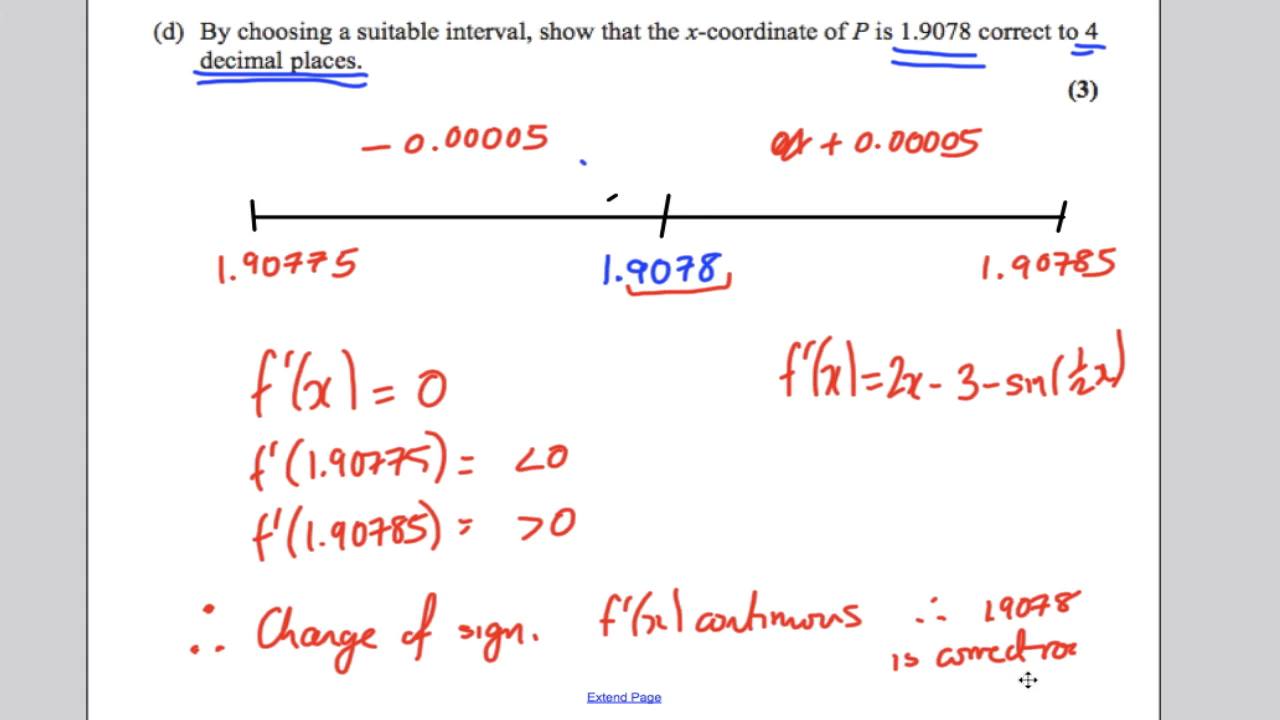 (d) By choosing a suitable interval, show that the x-coordinate of P is 1.9078 correct to 4
decimal places.
(3)
− 0.00005
+ 0.00005
1.90775
1.9078
1.90785
f'(x) = 0
f'(x) = 2x - 3 - sin(½x)
f'(1.90775) = <0
f'(1.90785) = >0
∴ Change of sign. f'(x) continuous ∴ 19078
is correct
Extend Page